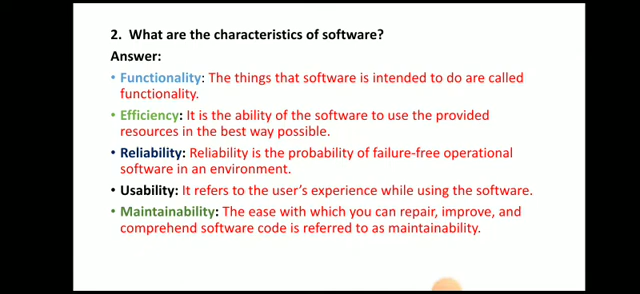 2. What are the characteristics of software?
Answer:
• Functionality: The things that software is intended to do are called
functionality.
• Efficiency: It is the ability of the software to use the provided
resources in the best way possible.
• Reliability: Reliability is the probability of failure-free operational
software in an environment.
• Usability: It refers to the user's experience while using the software.
• Maintainability: The ease with which you can repair, improve, and
comprehend software code is referred to as maintainability.